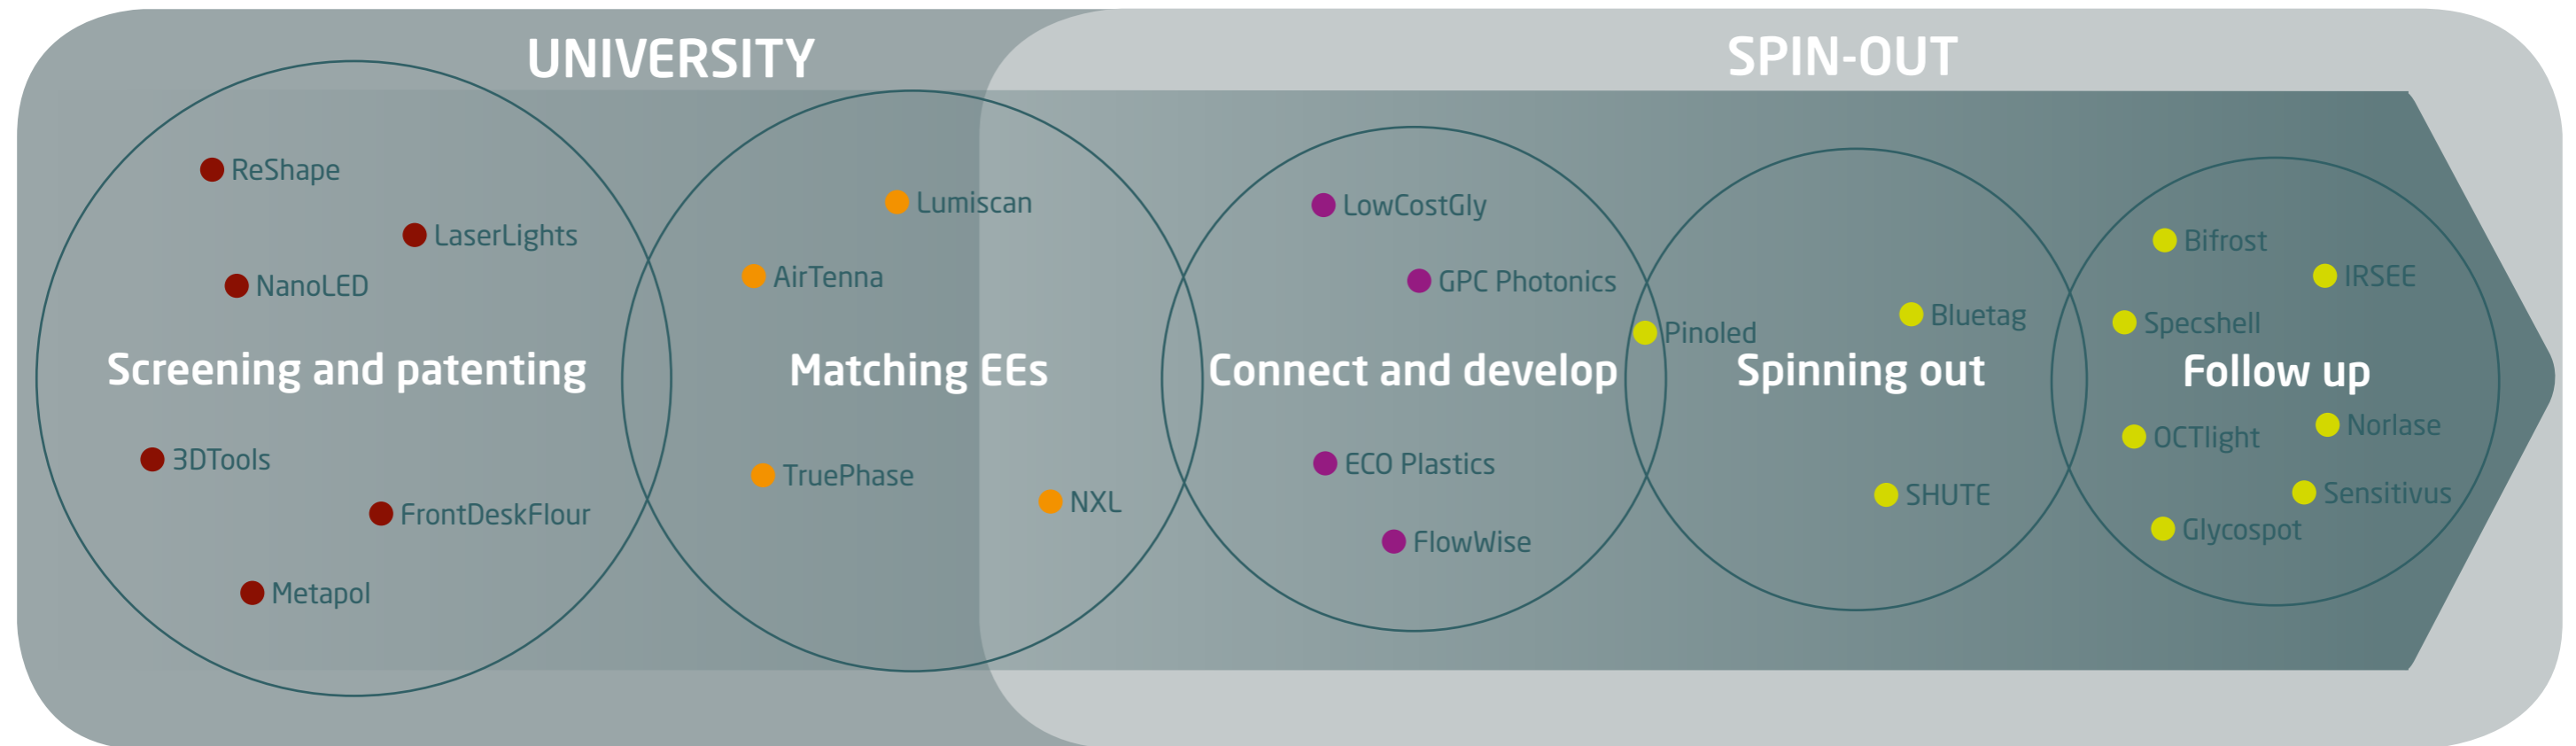 UNIVERSITY
SPIN-OUT
ReShape
LaserLights
NanoLED
Screening and patenting
3DTools
FrontDeskFlour
Metapol
Lumiscan
AirTenna
Matching EEs
TruePhase
NXL
LowCostGly
GPC Photonics
Connect and develop
ECO Plastics
FlowWise
Pinoled
Bluetag
Spinning out
SHUTE
Bifrost
IRSEE
Specshell
Follow up
Norlase
OCTlight
Sensitivus
Glycospot